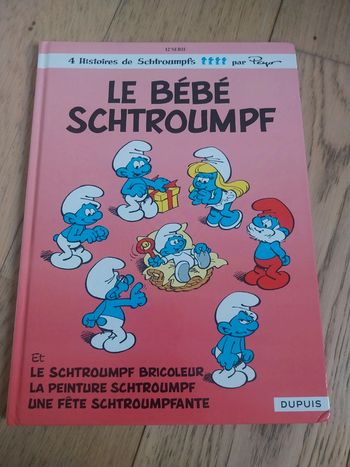 12ᵉ SERIE
4 Histoires de Schtroumpfs par Peyo
LE BÉBÉ
SCHTROUMPF
Et
LE SCHTROUMPF BRICOLEUR
LA PEINTURE SCHTROUMPF
UNE FÊTE SCHTROUMPFANTE
DUPUIS